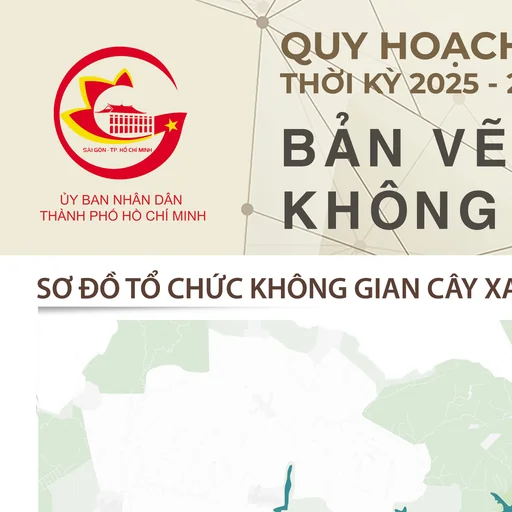 QUY HOẠCH
THỜI KỲ 2025 - 2
BẢN VẼ
KHÔNG
SÀI GÒN - TP. HỒ CHÍ MINH
ỦY BAN NHÂN DÂN
THÀNH PHỐ HỒ CHÍ MINH
SƠ ĐỒ TỔ CHỨC KHÔNG GIAN CÂY XA